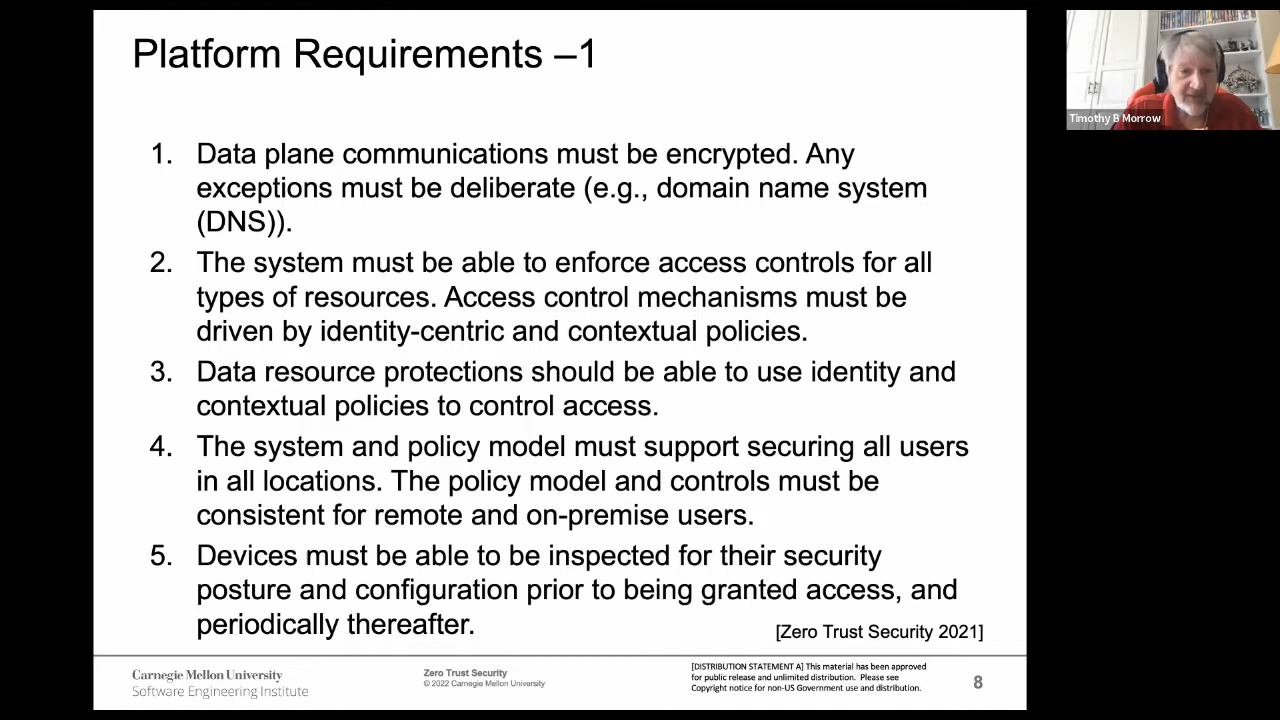 Platform Requirements –1
1. Data plane communications must be encrypted. Any
exceptions must be deliberate (e.g., domain name system
(DNS)).
2. The system must be able to enforce access controls for all
types of resources. Access control mechanisms must be
driven by identity-centric and contextual policies.
3. Data resource protections should be able to use identity and
contextual policies to control access.
4. The system and policy model must support securing all users
in all locations. The policy model and controls must be
consistent for remote and on-premise users.
5. Devices must be able to be inspected for their security
posture and configuration prior to being granted access, and
periodically thereafter.
[Zero Trust Security 2021]
Carnegie Mellon University
Software Engineering Institute
Zero Trust Security
© 2022 Carnegie Mellon University
[DISTRIBUTION STATEMENT A] This material has been approved
for public release and unlimited distribution. Please see
Copyright notice for non-US Government use and distribution.
8
Timothy B Morrow